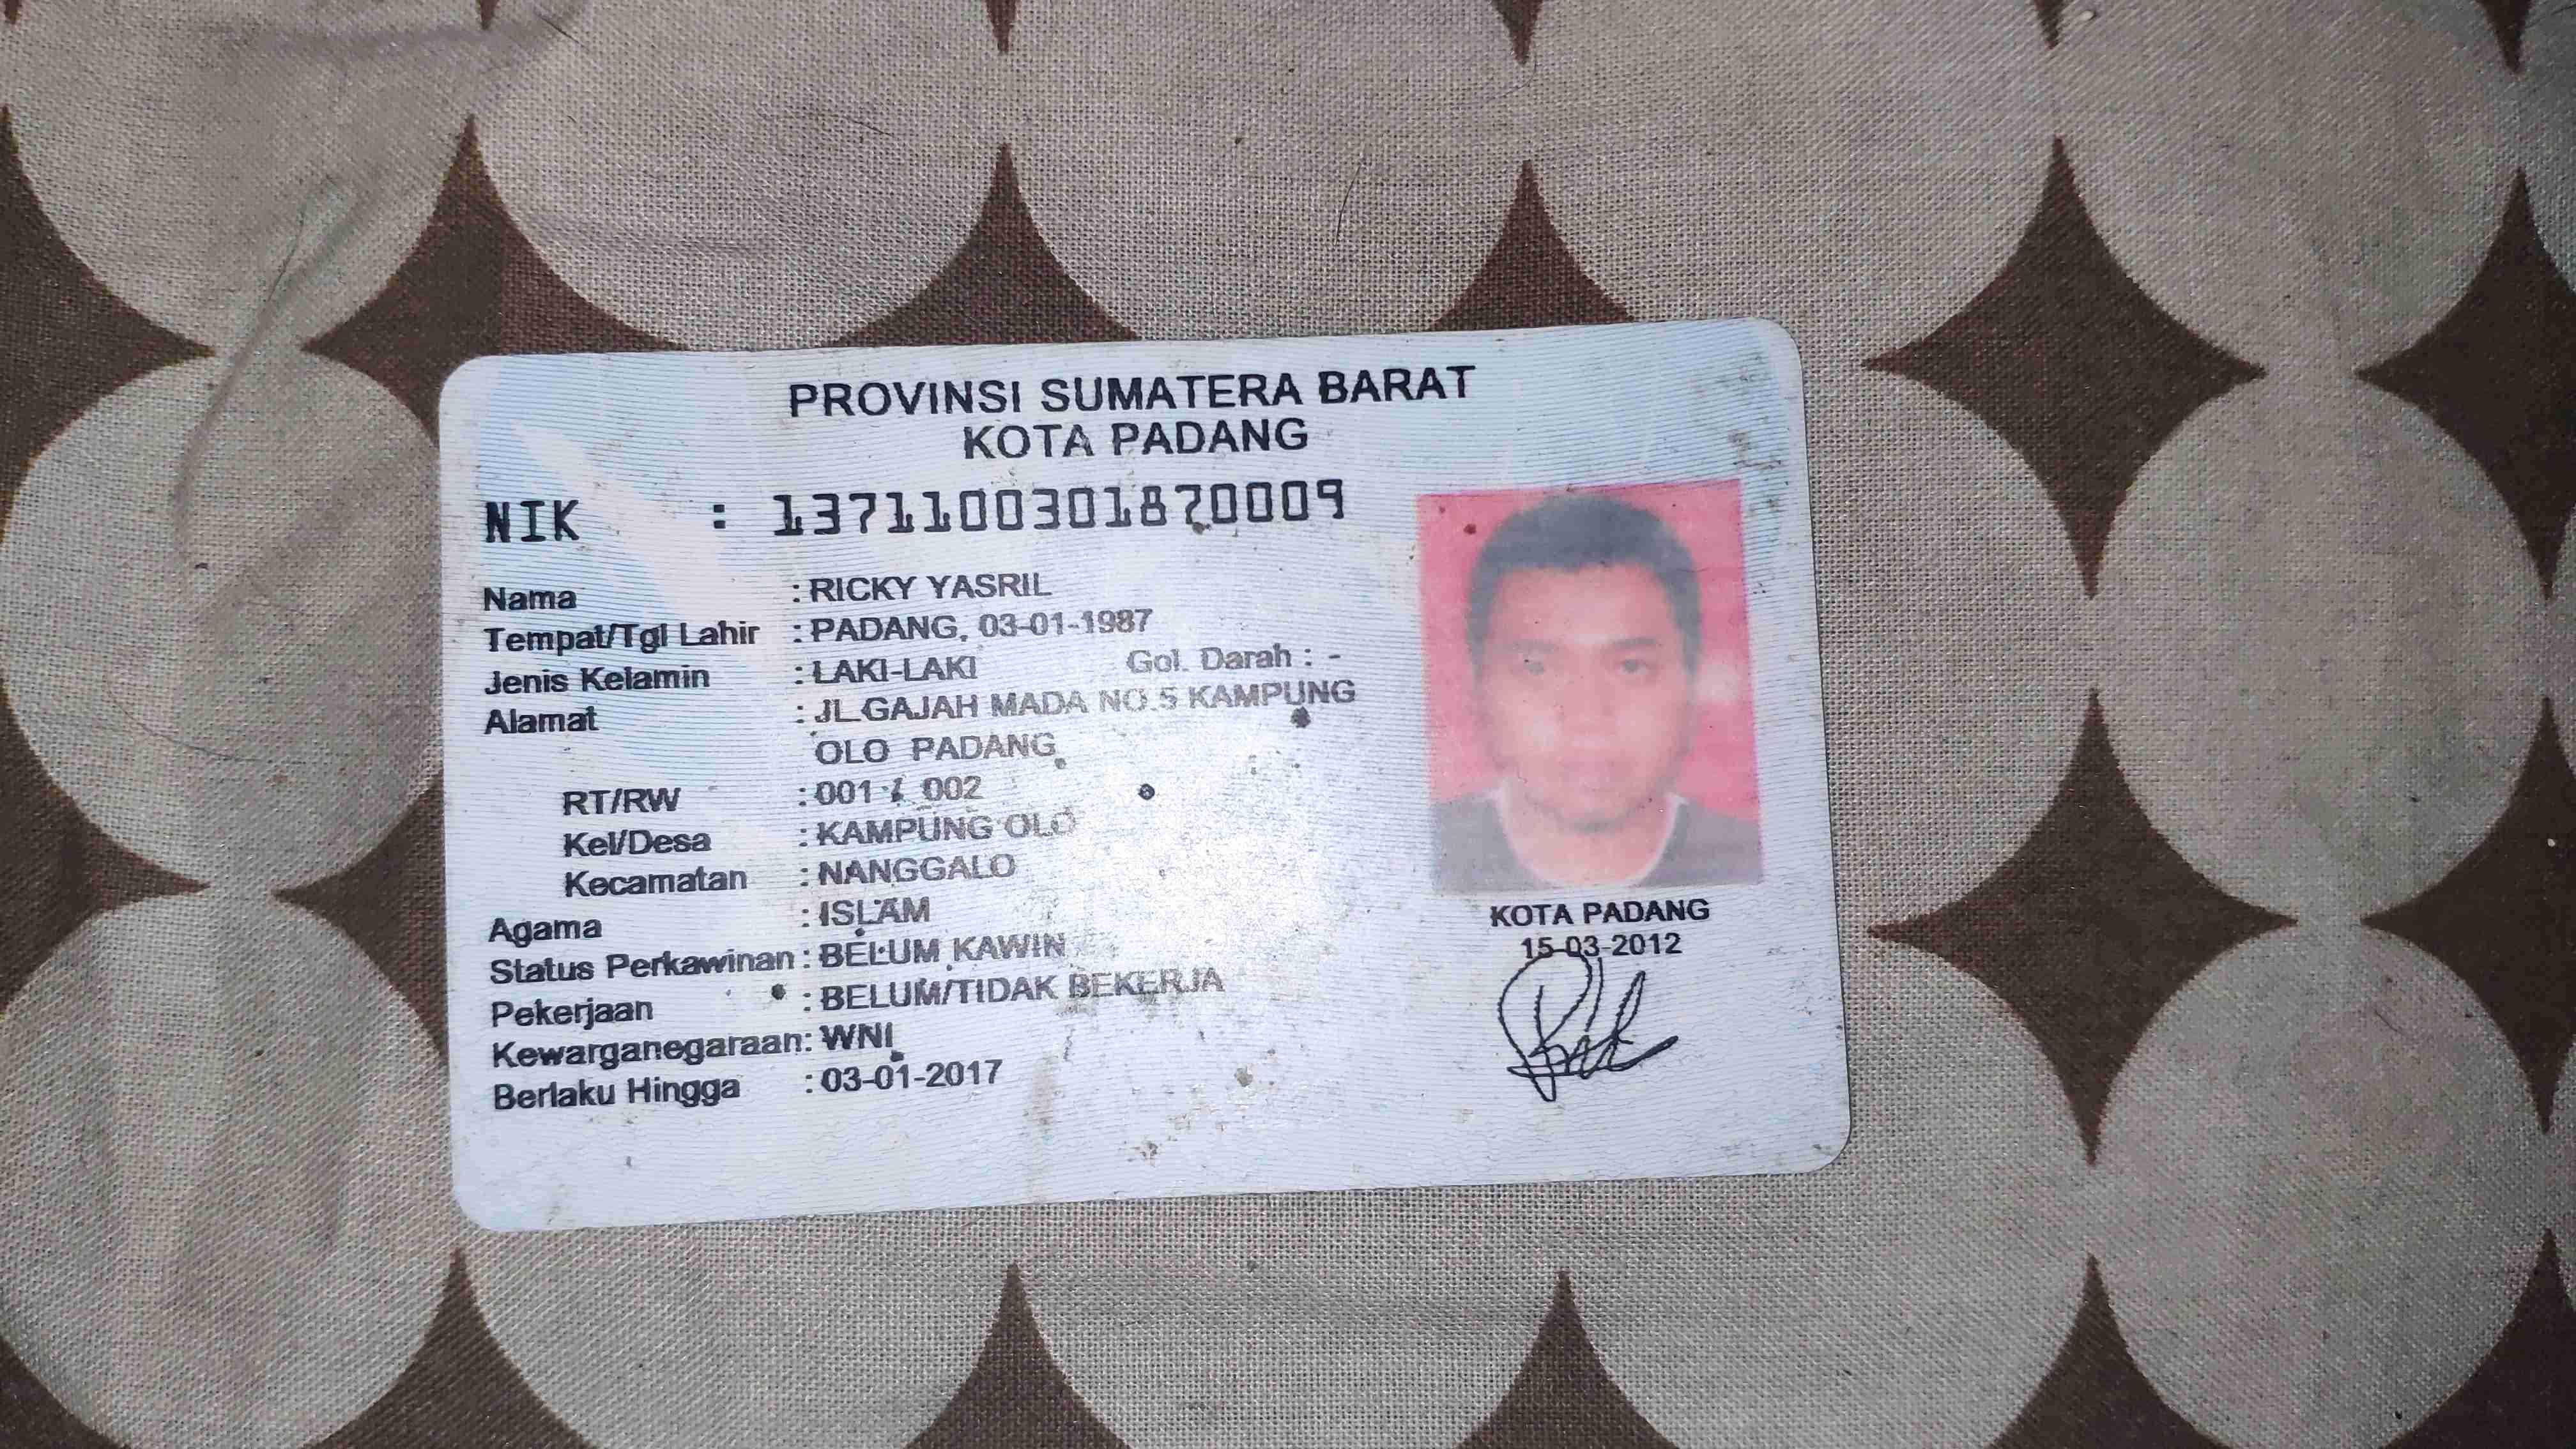 PROVINSI SUMATERA BARAT
KOTA PADANG
NIK : 1371100301870009
Nama : RICKY YASRIL
Tempat/Tgl Lahir : PADANG, 03-01-1987
Jenis Kelamin : LAKI-LAKI Gol. Darah : -
Alamat : JL.GAJAH MADA NO.5 KAMPUNG
OLO PADANG
RT/RW : 001 / 002
Kel/Desa : KAMPUNG OLO
Kecamatan : NANGGALO
Agama : ISLAM
Status Perkawinan : BELUM KAWIN
Pekerjaan : BELUM/TIDAK BEKERJA
Kewarganegaraan: WNI
Berlaku Hingga : 03-01-2017
KOTA PADANG
15-03-2012